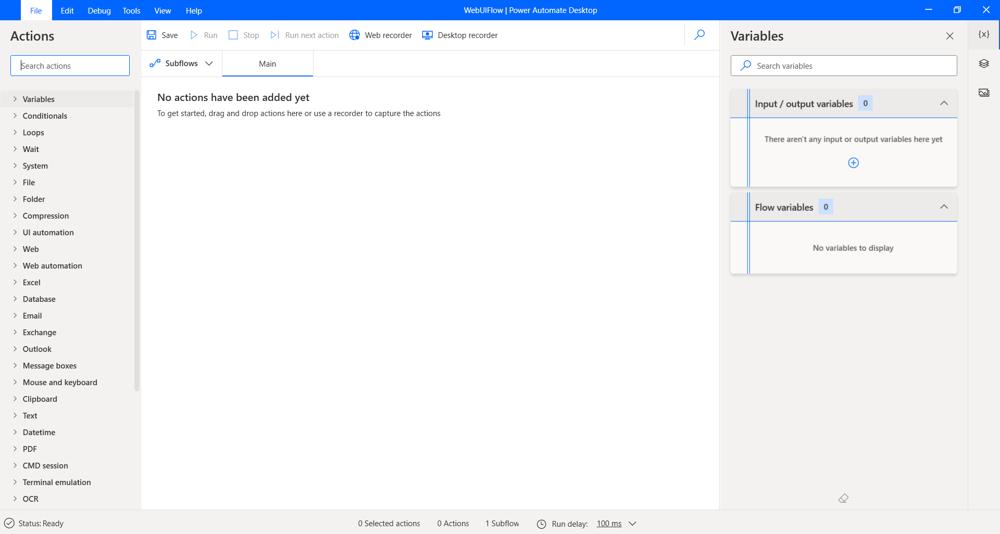 File Edit Debug Tools View Help WebUIFlow | Power Automate Desktop
Actions
Search actions
Variables
Conditionals
Loops
Wait
System
File
Folder
Compression
UI automation
Web
Web automation
Excel
Database
Email
Exchange
Outlook
Message boxes
Mouse and keyboard
Clipboard
Text
Datetime
PDF
CMD session
Terminal emulation
OCR
Save Run Stop Run next action Web recorder Desktop recorder
Subflows Main
No actions have been added yet
To get started, drag and drop actions here or use a recorder to capture the actions
Variables
Search variables
Input / output variables 0
There aren't any input or output variables here yet
Flow variables 0
No variables to display
{x}
Status: Ready 0 Selected actions 0 Actions 1 Subflow Run delay: 100 ms